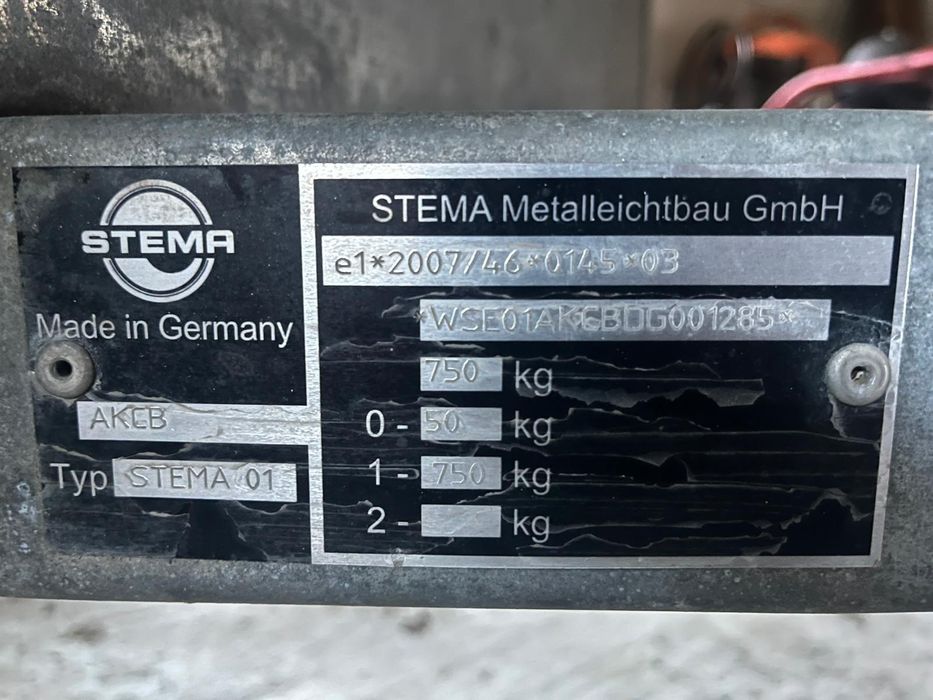 STEMA
Made in Germany
AKCB
Typ STEMA 01
STEMA Metalleichtbau GmbH
e1*2007/46*0145*03
*WSE01AKCBDG001285*
750 kg
0 - 50 kg
1 - 750 kg
2 - kg